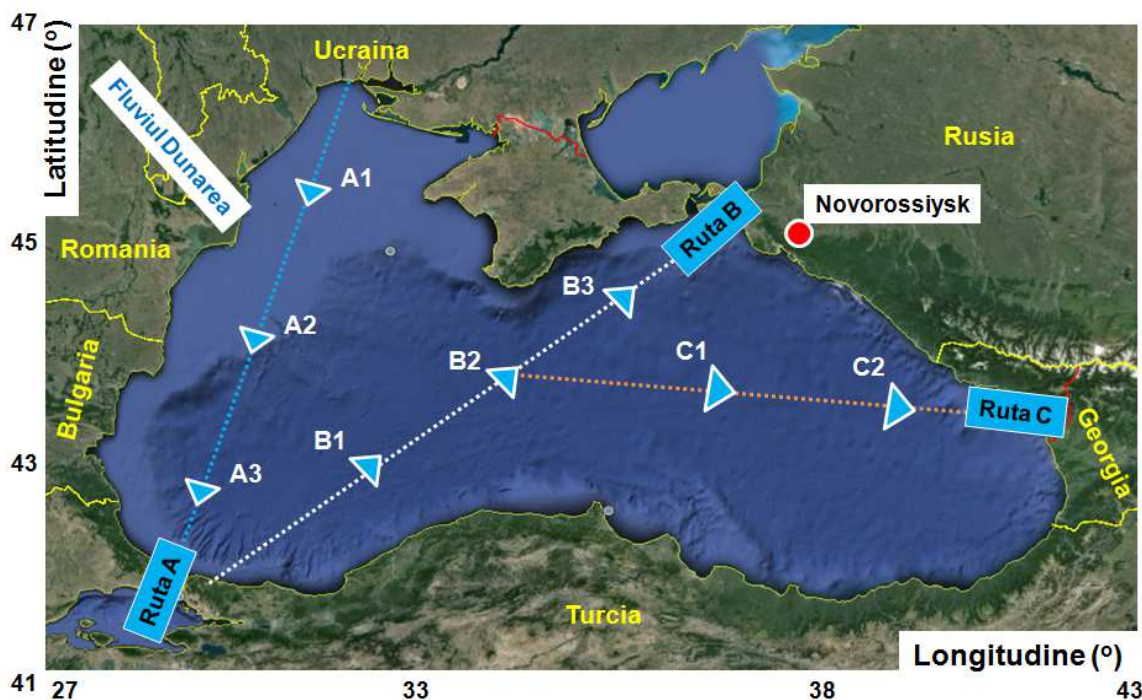 47
Latitudine (°)
Ucraina
Fluviul Dunarea
Rusia
A1
Novorossiysk
45
Romania
Ruta B
B3
A2
C1
B2
C2
Bulgaria
Ruta C
B1
Georgia
43
A3
Ruta A
Turcia
Longitudine (°)
41
27
33
38
43